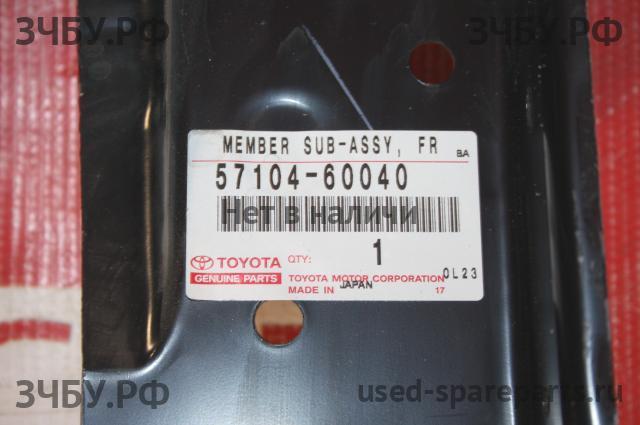 ЗЧБУ.РФ
ЗЧБУ.РФ
MEMBER SUB-ASSY, FR
BA
57104-60040
Нет в наличи
TOYOTA
GENUINE PARTS
QTY:
1
TOYOTA MOTOR CORPORATION
0L23
MADE IN JAPAN
17
ЗЧБУ.РФ
used-spareparts.ru